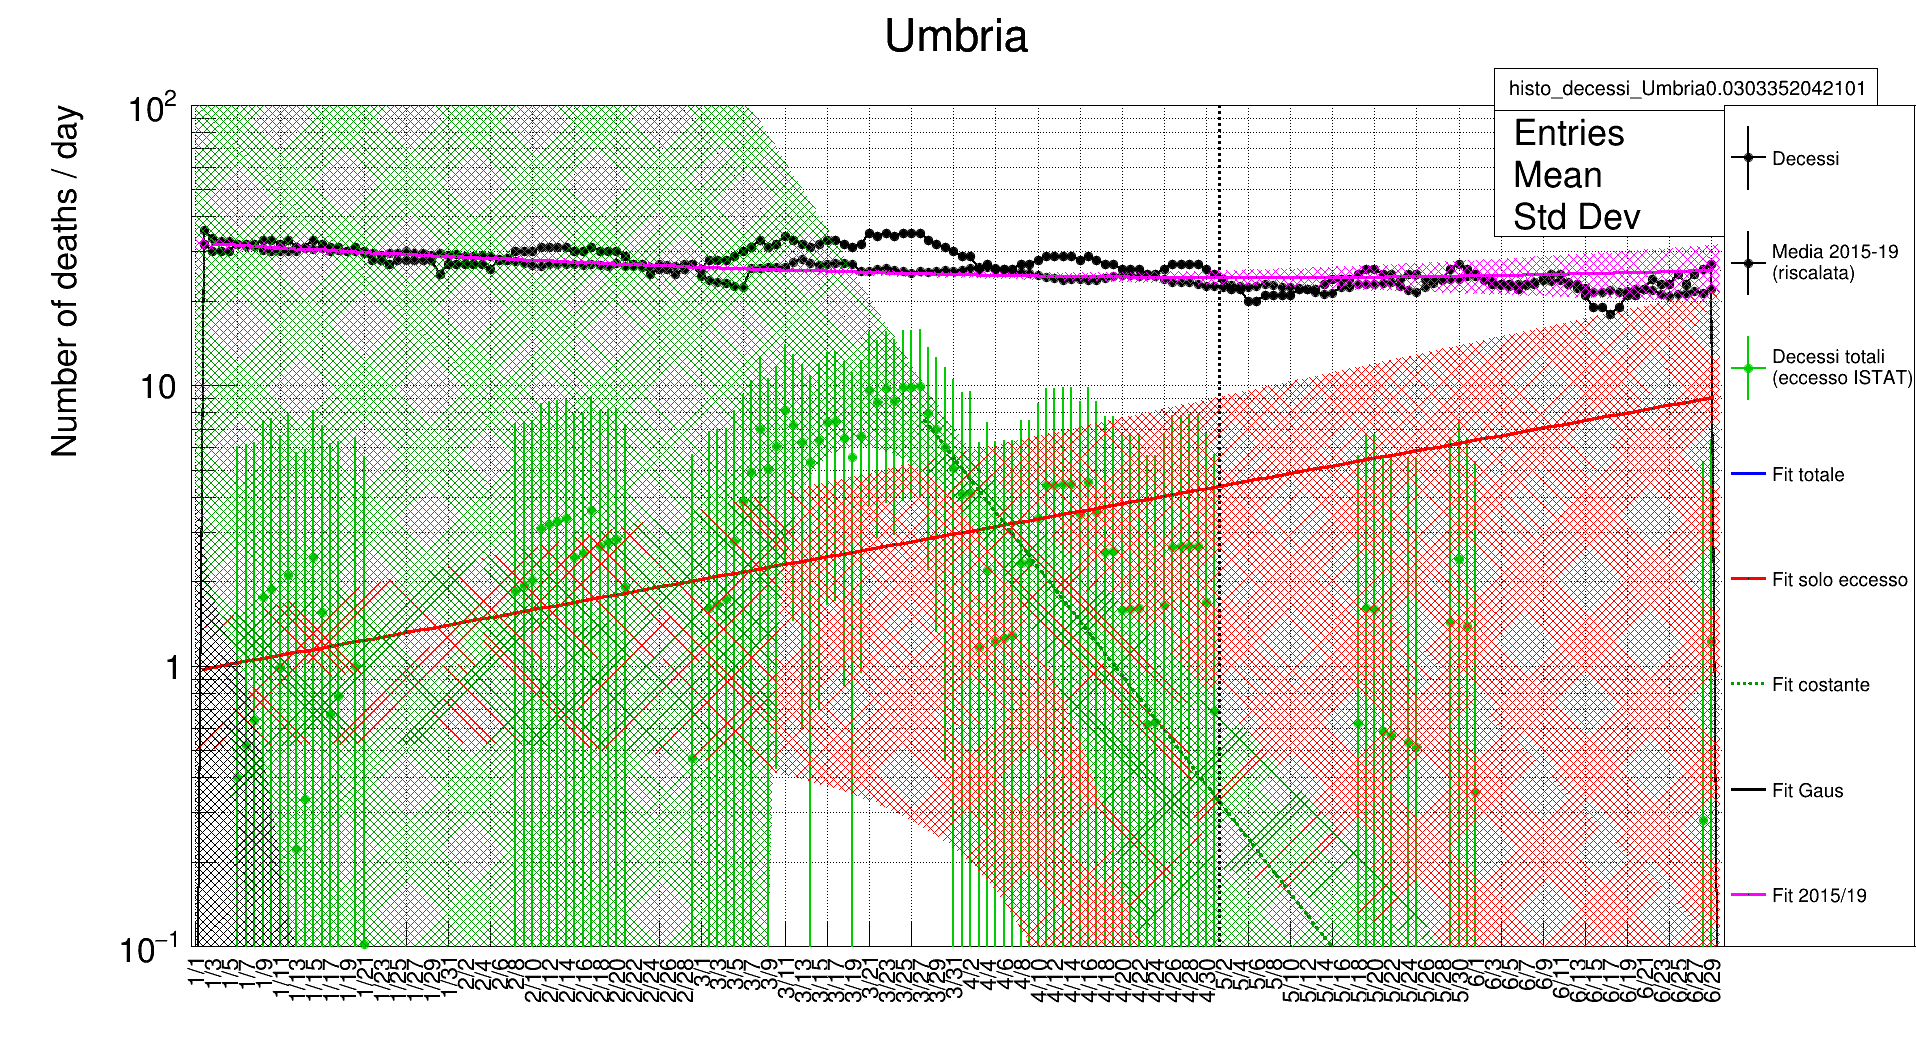 Umbria
histo_decessi_Umbria0.0303352042101
Entries
Mean
Std Dev
Number of deaths / day
10²
10
1
10⁻¹
Decessi
Media 2015-19
(riscalata)
Decessi totali
(eccesso ISTAT)
Fit totale
Fit solo eccesso
Fit costante
Fit Gaus
Fit 2015/19
1/1 1/3 1/5 1/7 1/9 1/11 1/13 1/15 1/17 1/19 1/21 1/23 1/25 1/27 1/29 1/31 2/2 2/4 2/6 2/8 2/10 2/12 2/14 2/16 2/18 2/20 2/22 2/24 2/26 2/28 3/1 3/3 3/5 3/7 3/9 3/11 3/13 3/15 3/17 3/19 3/21 3/23 3/25 3/27 3/29 3/31 4/2 4/4 4/6 4/8 4/10 4/12 4/14 4/16 4/18 4/20 4/22 4/24 4/26 4/28 4/30 5/2 5/4 5/6 5/8 5/10 5/12 5/14 5/16 5/18 5/20 5/22 5/24 5/26 5/28 5/30 6/1 6/3 6/5 6/7 6/9 6/11 6/13 6/15 6/17 6/19 6/21 6/23 6/25 6/27 6/29